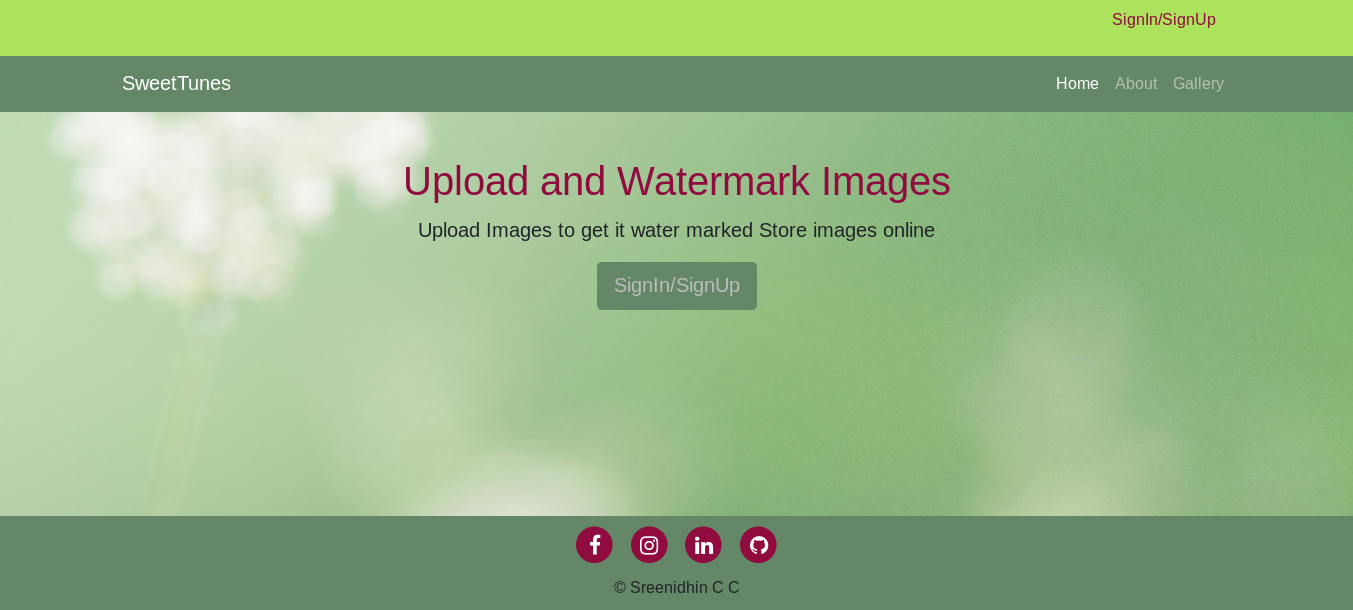 SignIn/SignUp
SweetTunes Home About Gallery
Upload and Watermark Images
Upload Images to get it water marked Store images online
SignIn/SignUp
© Sreenidhin C C